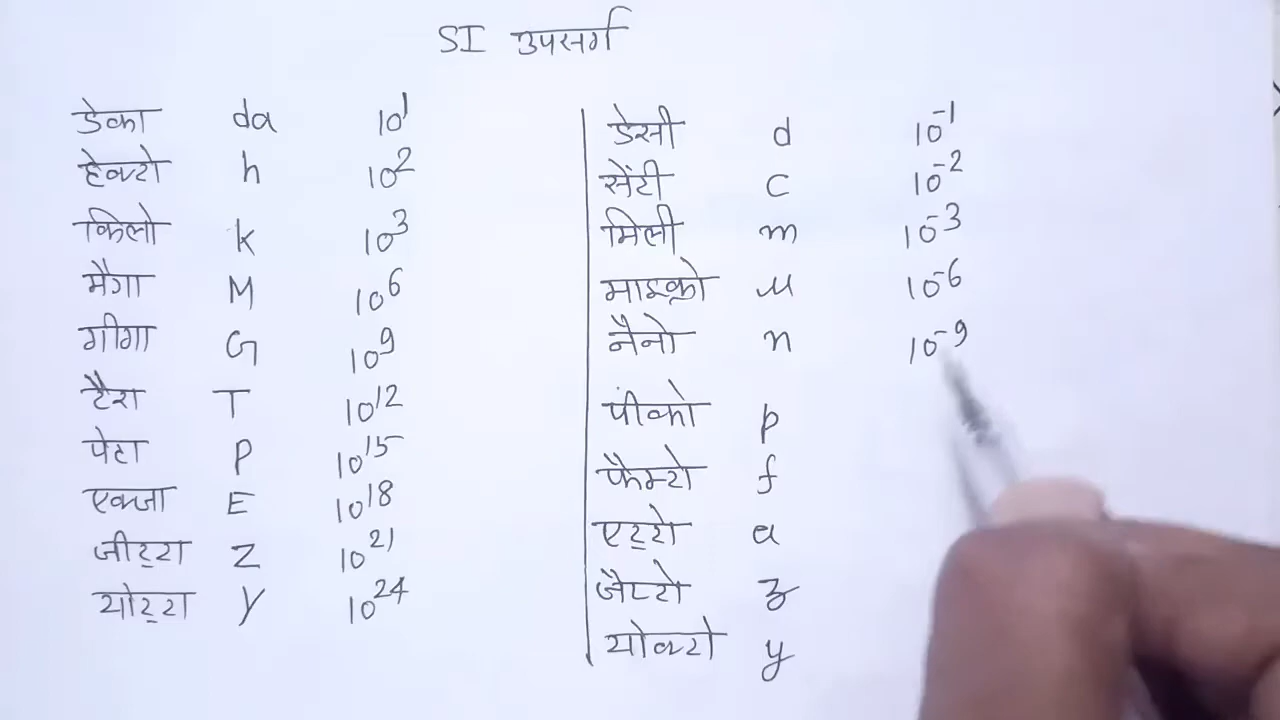 SI उपसर्ग
डेका da 10¹
हेक्टो h 10²
किलो k 10³
मैगा M 10⁶
गीगा G 10⁹
टैरा T 10¹²
पेटा P 10¹⁵
एक्जा E 10¹⁸
जीट्टा Z 10²¹
योट्टा Y 10²⁴
डेसी d 10⁻¹
सेंटी c 10⁻²
मिली m 10⁻³
माइक्रो μ 10⁻⁶
नैनो n 10⁻⁹
पीको p
फैम्टो f
एट्टो a
जैप्टो z
योक्टो y